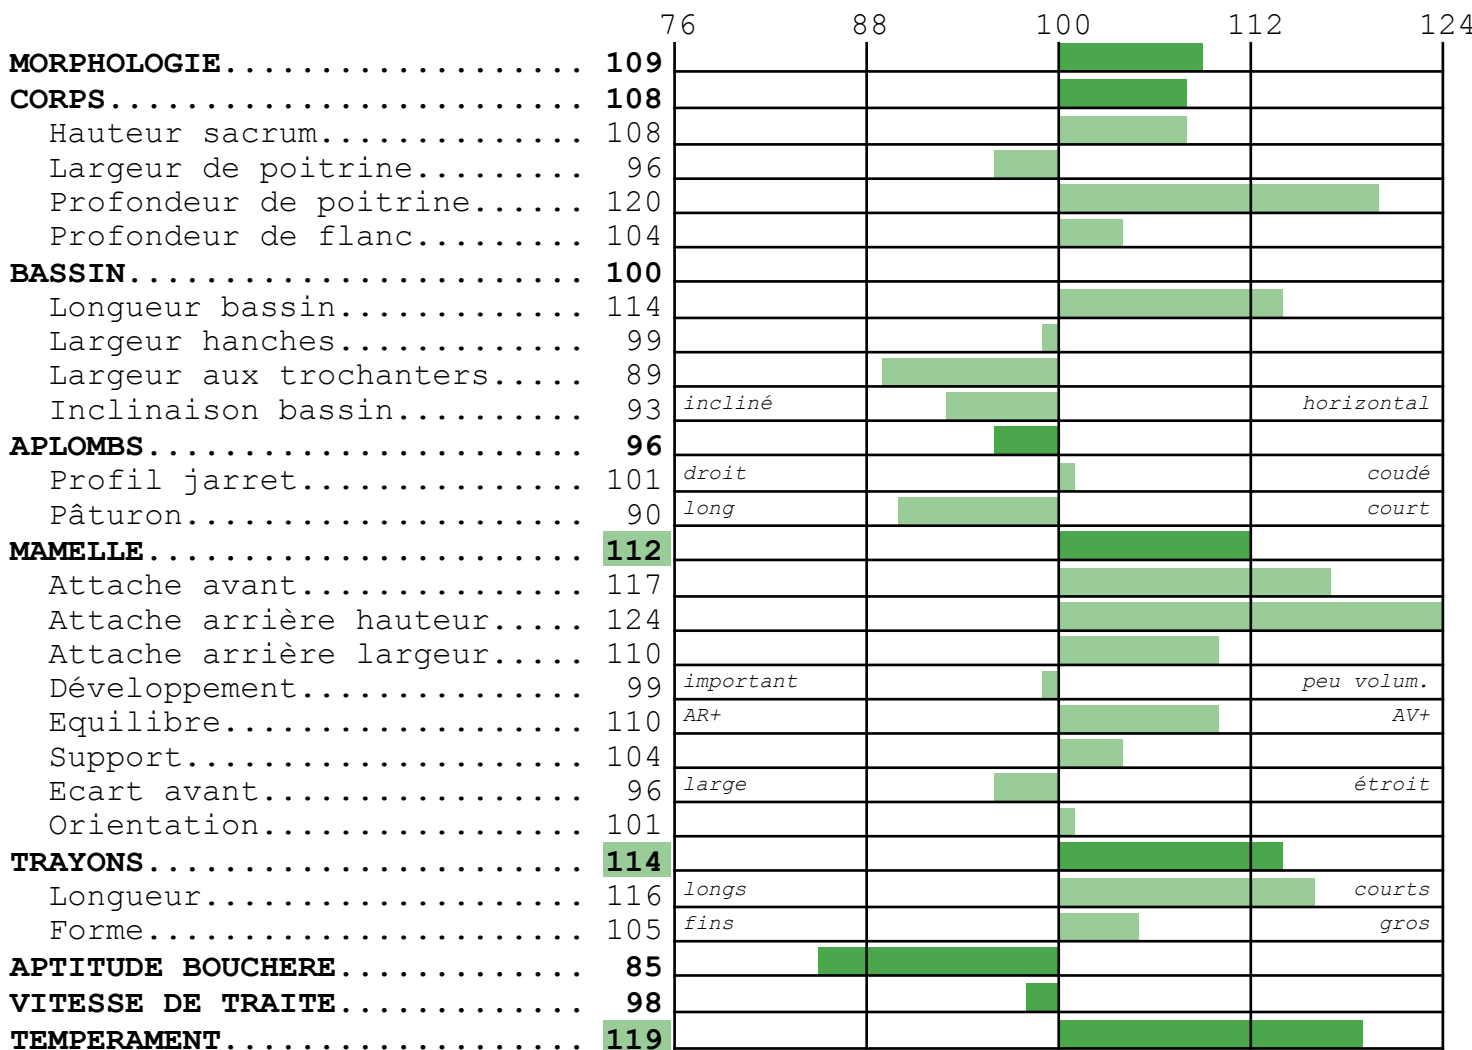 76 88 100 112 124
MORPHOLOGIE................... 109
CORPS......................... 108
Hauteur sacrum.............. 108
Largeur de poitrine......... 96
Profondeur de poitrine...... 120
Profondeur de flanc......... 104
BASSIN........................ 100
Longueur bassin............. 114
Largeur hanches............. 99
Largeur aux trochanters..... 89
Inclinaison bassin.......... 93 incliné horizontal
APLOMBS....................... 96
Profil jarret............... 101 droit coudé
Pâturon..................... 90 long court
MAMELLE....................... 112
Attache avant............... 117
Attache arrière hauteur..... 124
Attache arrière largeur..... 110
Développement............... 99 important peu volum.
Equilibre................... 110 AR+ AV+
Support..................... 104
Ecart avant................. 96 large étroit
Orientation................. 101
TRAYONS....................... 114
Longueur.................... 116 longs courts
Forme....................... 105 fins gros
APTITUDE BOUCHERE............. 85
VITESSE DE TRAITE............. 98
TEMPERAMENT................... 119